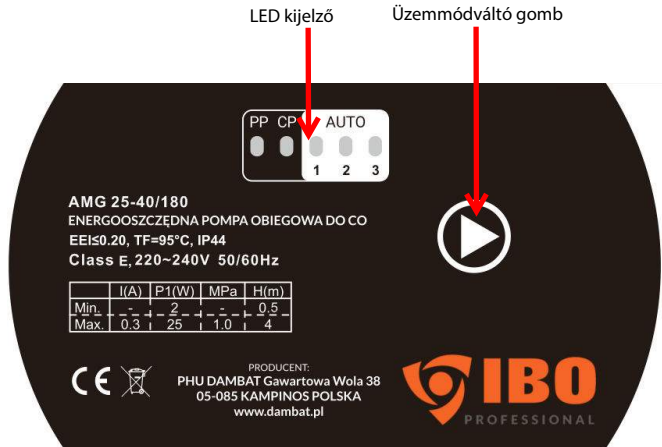 LED kijelző
Üzemmódváltó gomb
PP CP AUTO
1 2 3
AMG 25-40/180
ENERGOOSZCZĘDNA POMPA OBIEGOWA DO CO
EEI≤0.20, TF=95°C, IP44
Class E, 220~240V 50/60Hz
I(A) P1(W) MPa H(m)
Min. - 2 - 0.5
Max. 0.3 25 1.0 4
CE
PRODUCENT:
PHU DAMBAT Gawartowa Wola 38
05-085 KAMPINOS POLSKA
www.dambat.pl
IBO
PROFESSIONAL